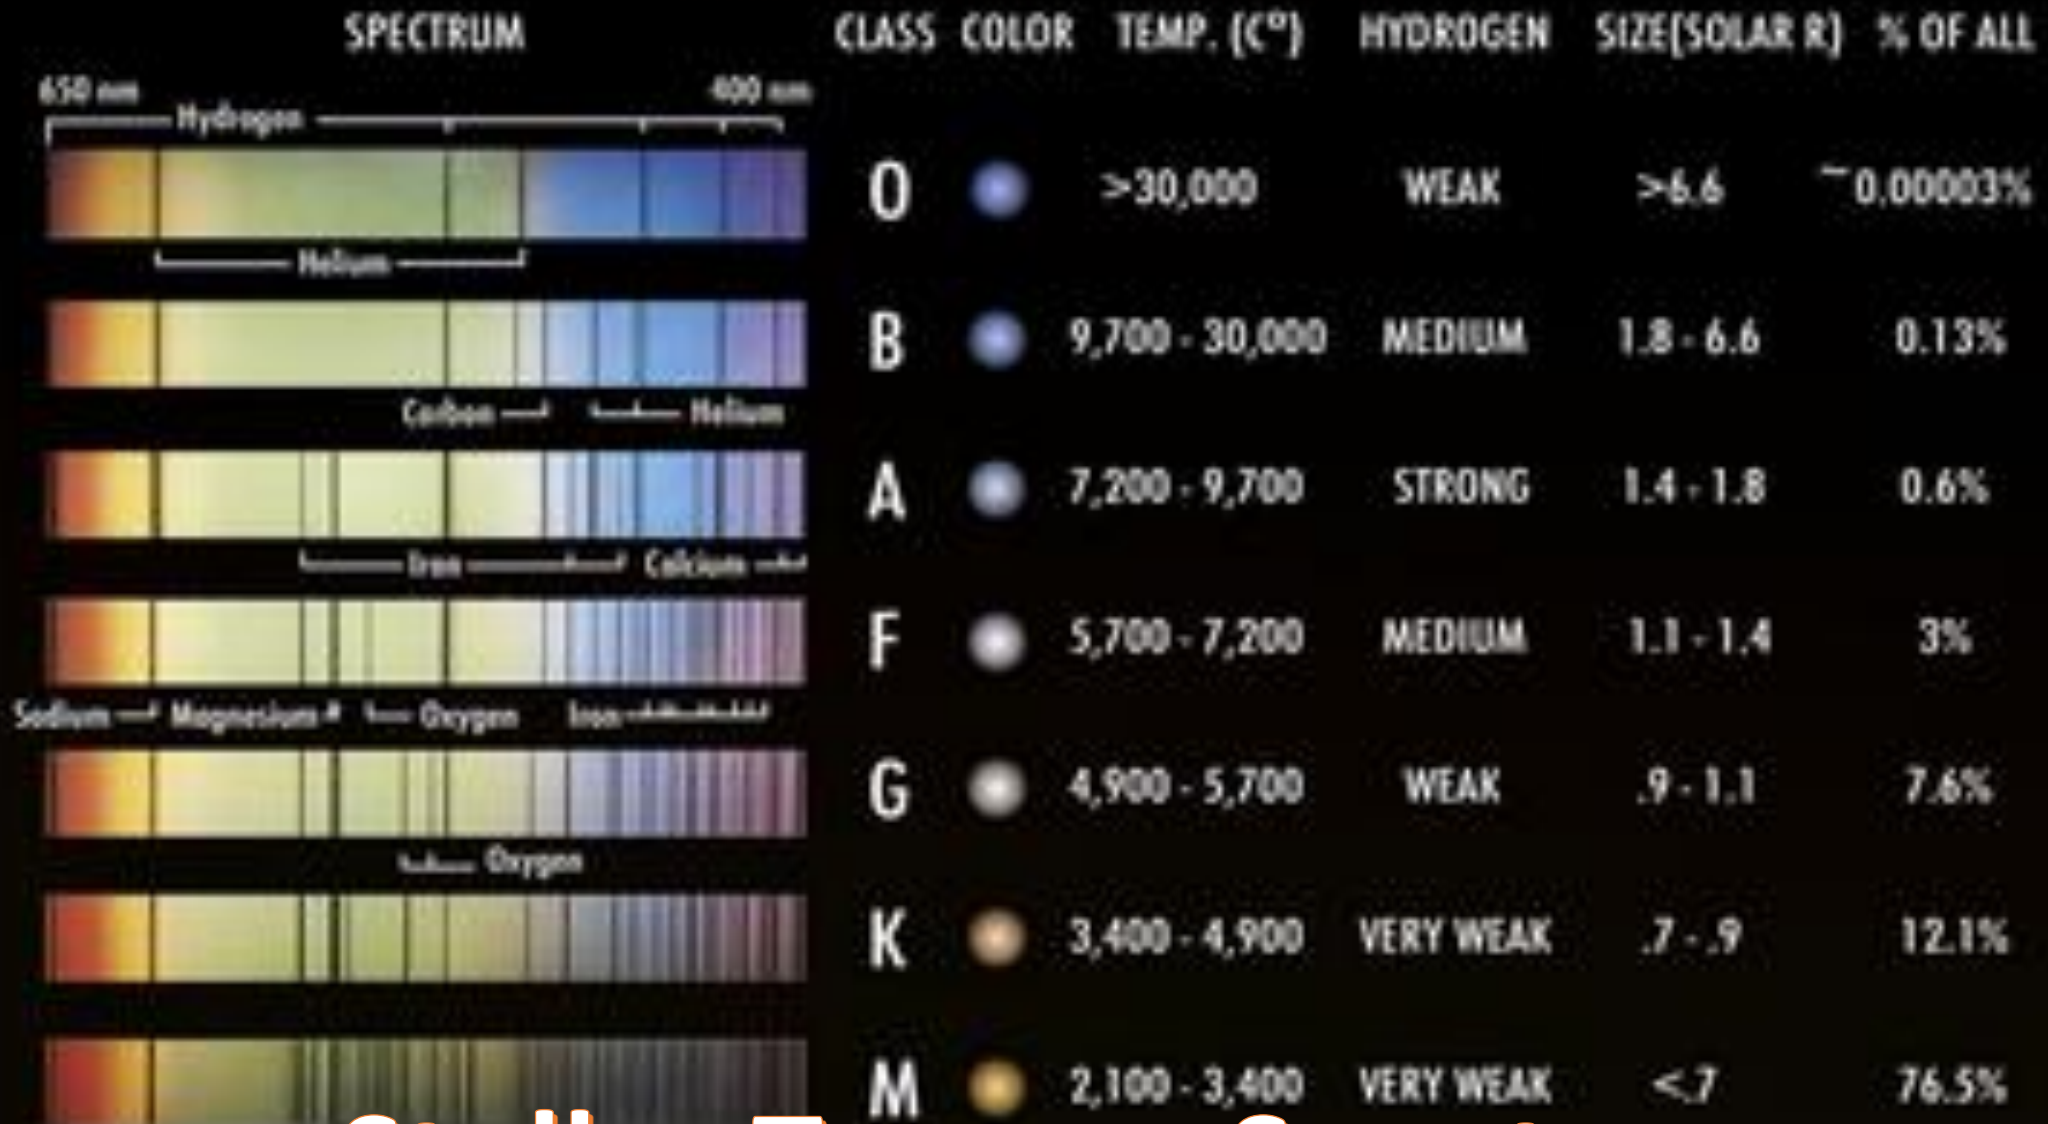 SPECTRUM CLASS COLOR TEMP. (C°) HYDROGEN SIZE(SOLAR R) % OF ALL
650 nm 400 nm
Hydrogen
O >30,000 WEAK >6.6 ~0.00003%
Helium
B 9,700 - 30,000 MEDIUM 1.8 - 6.6 0.13%
Carbon Helium
A 7,200 - 9,700 STRONG 1.4 - 1.8 0.6%
Iron Calcium
F 5,700 - 7,200 MEDIUM 1.1 - 1.4 3%
Sodium Magnesium Oxygen Iron
G 4,900 - 5,700 WEAK .9 - 1.1 7.6%
Oxygen
K 3,400 - 4,900 VERY WEAK .7 - .9 12.1%
M 2,100 - 3,400 VERY WEAK <.7 76.5%